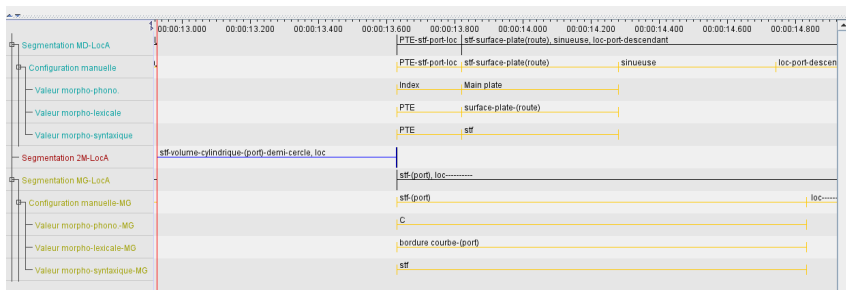 00:00:13.000 00:00:13.200 00:00:13.400 00:00:13.600 00:00:13.800 00:00:14.000 00:00:14.200 00:00:14.400 00:00:14.600 00:00:14.800
Segmentation MD-LocA PTE-stf-port-loc stf-surface-plate(route), sinueuse, loc-port-descendant
Configuration manuelle PTE-stf-port-loc stf-surface-plate(route) sinueuse loc-port-descen
Valeur morpho-phono. Index Main plate
Valeur morpho-lexicale PTE surface-plate-(route)
Valeur morpho-syntaxique PTE stf
Segmentation 2M-LocA stf-volume-cylindrique-(port)-demi-cercle, loc
Segmentation MG-LocA stf-(port), loc----------
Configuration manuelle-MG stf-(port) loc------
Valeur morpho-phono.-MG C
Valeur morpho-lexicale-MG bordure courbe-(port)
Valeur morpho-syntaxique-MG stf